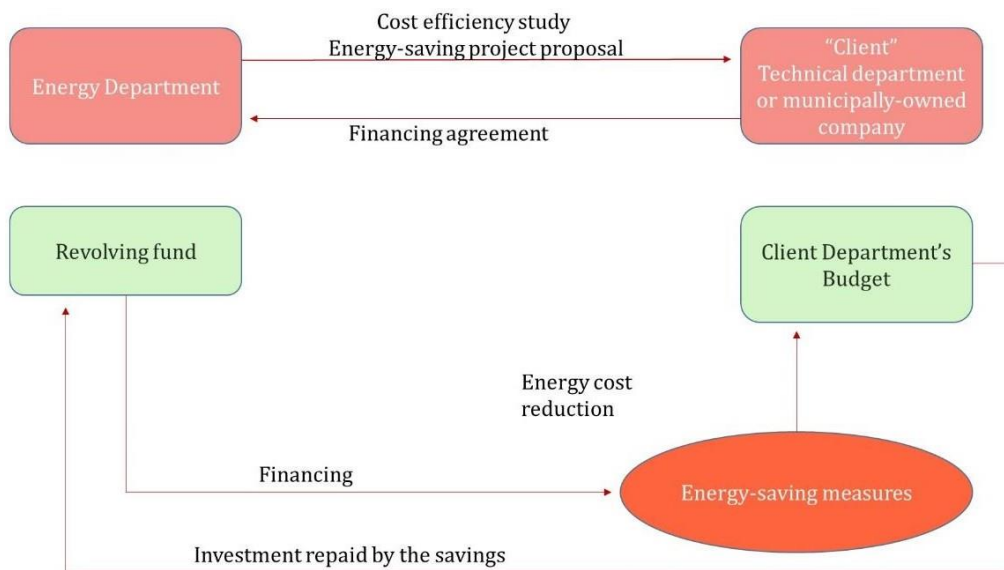 Cost efficiency study
Energy-saving project proposal
Energy Department
“Client”
Technical department
or municipally-owned
company
Financing agreement
Revolving fund
Client Department’s
Budget
Energy cost
reduction
Financing
Energy-saving measures
Investment repaid by the savings